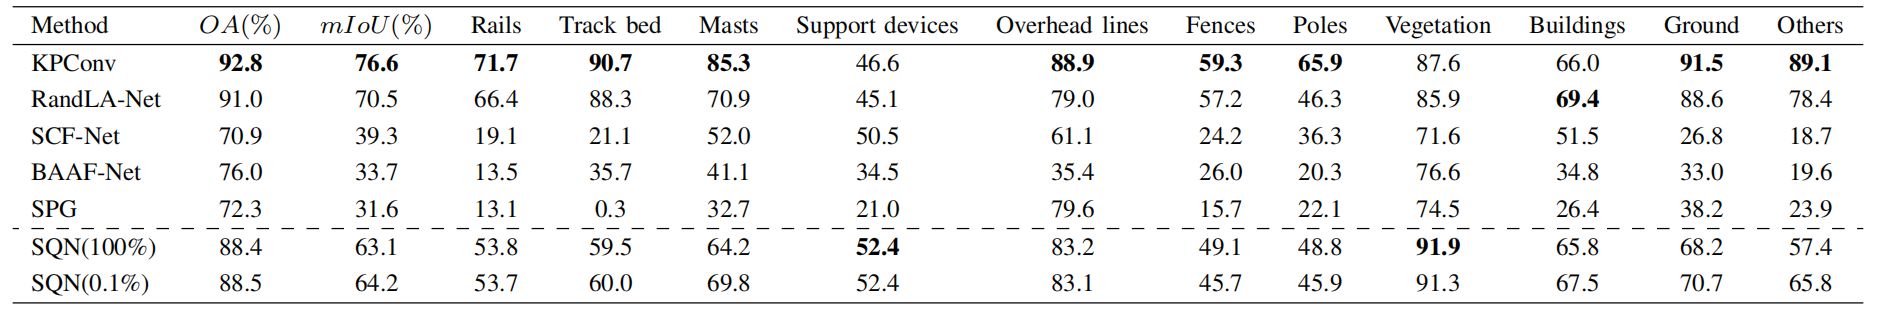 Method OA(%) mIoU(%) Rails Track bed Masts Support devices Overhead lines Fences Poles Vegetation Buildings Ground Others
KPConv 92.8 76.6 71.7 90.7 85.3 46.6 88.9 59.3 65.9 87.6 66.0 91.5 89.1
RandLA-Net 91.0 70.5 66.4 88.3 70.9 45.1 79.0 57.2 46.3 85.9 69.4 88.6 78.4
SCF-Net 70.9 39.3 19.1 21.1 52.0 50.5 61.1 24.2 36.3 71.6 51.5 26.8 18.7
BAAF-Net 76.0 33.7 13.5 35.7 41.1 34.5 35.4 26.0 20.3 76.6 34.8 33.0 19.6
SPG 72.3 31.6 13.1 0.3 32.7 21.0 79.6 15.7 22.1 74.5 26.4 38.2 23.9
SQN(100%) 88.4 63.1 53.8 59.5 64.2 52.4 83.2 49.1 48.8 91.9 65.8 68.2 57.4
SQN(0.1%) 88.5 64.2 53.7 60.0 69.8 52.4 83.1 45.7 45.9 91.3 67.5 70.7 65.8